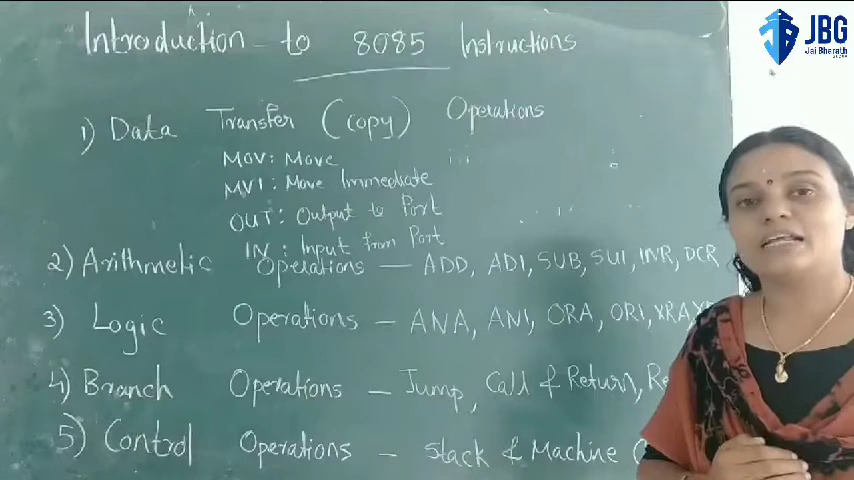 Introduction to 8085 Instructions
JBG
Jai Bharath
1) Data Transfer (copy) Operations
MOV: Move
MVI: Move Immediate
OUT: Output to Port
IN: Input from Port
2) Arithmetic Operations — ADD, ADI, SUB, SUI, INR, DCR
3) Logic Operations — ANA, ANI, ORA, ORI, XRA
4) Branch Operations — Jump, Call & Return,
5) Control Operations — Stack & Machine